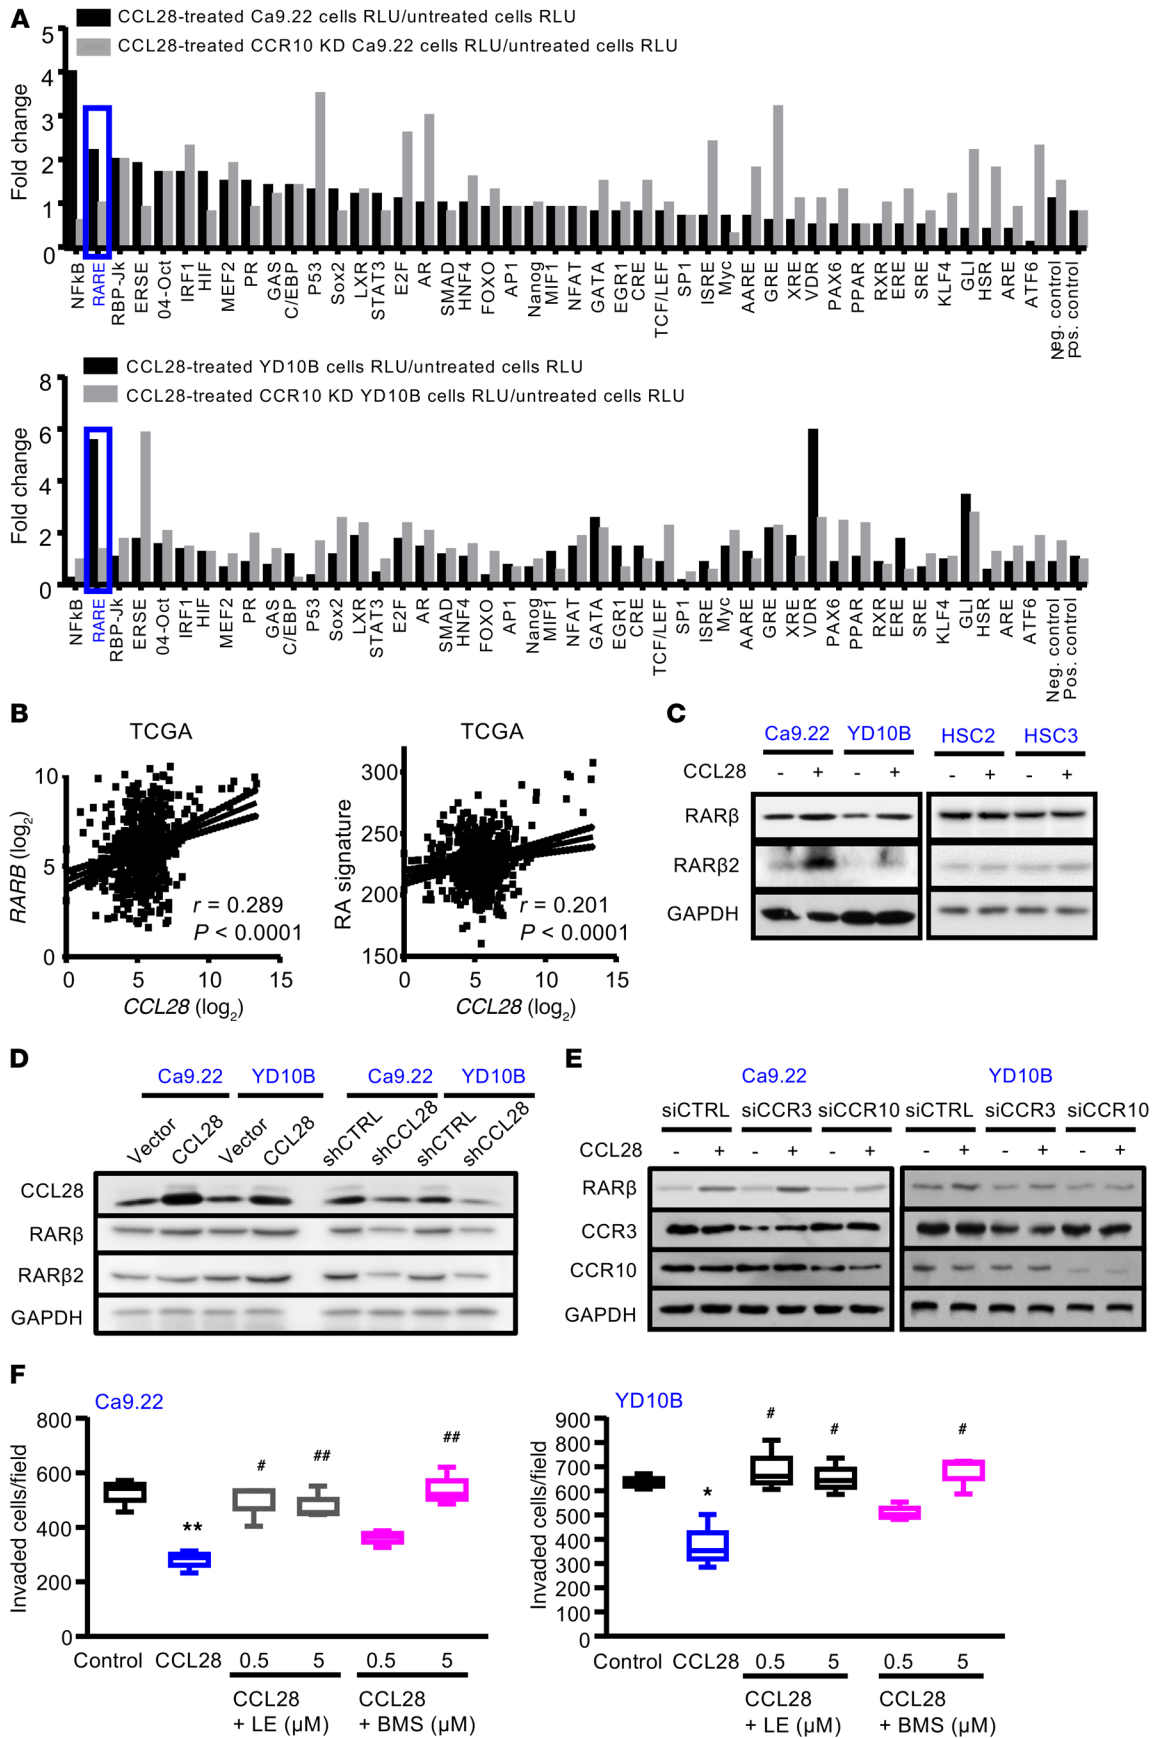 A
CCL28-treated Ca9.22 cells RLU/untreated cells RLU
CCL28-treated CCR10 KD Ca9.22 cells RLU/untreated cells RLU
Fold change
5
4
3
2
1
0
NFkB
RARE
RBP-Jk
ERSE
04-Oct
IRF1
HIF
MEF2
PR
GAS
C/EBP
P53
Sox2
LXR
STAT3
E2F
AR
SMAD
HNF4
FOXO
AP1
Nanog
MIF1
NFAT
GATA
EGR1
CRE
TCF/LEF
SP1
ISRE
Myc
AARE
GRE
XRE
VDR
PAX6
PPAR
RXR
ERE
SRE
KLF4
GLI
HSR
ARE
ATF6
Neg. control
Pos. control
CCL28-treated YD10B cells RLU/untreated cells RLU
CCL28-treated CCR10 KD YD10B cells RLU/untreated cells RLU
Fold change
8
6
4
2
0
NFkB
RARE
RBP-Jk
ERSE
04-Oct
IRF1
HIF
MEF2
PR
GAS
C/EBP
P53
Sox2
LXR
STAT3
E2F
AR
SMAD
HNF4
FOXO
AP1
Nanog
MIF1
NFAT
GATA
EGR1
CRE
TCF/LEF
SP1
ISRE
Myc
AARE
GRE
XRE
VDR
PAX6
PPAR
RXR
ERE
SRE
KLF4
GLI
HSR
ARE
ATF6
Neg. control
Pos. control
B
TCGA
RARB (log2)
10
5
0
r = 0.289
P < 0.0001
0 5 10 15
CCL28 (log2)
TCGA
RA signature
300
250
200
150
r = 0.201
P < 0.0001
0 5 10 15
CCL28 (log2)
C
Ca9.22 YD10B HSC2 HSC3
CCL28 - + - + - + - +
RARβ
RARβ2
GAPDH
D
Ca9.22 YD10B Ca9.22 YD10B
Vector CCL28 Vector CCL28 shCTRL shCCL28 shCTRL shCCL28
CCL28
RARβ
RARβ2
GAPDH
E
Ca9.22 YD10B
siCTRL siCCR3 siCCR10 siCTRL siCCR3 siCCR10
CCL28 - + - + - + - + - + - +
RARβ
CCR3
CCR10
GAPDH
F
Ca9.22
Invaded cells/field
800
600
400
200
0
**
#
##
##
Control CCL28 0.5 5 0.5 5
CCL28 + LE (μM)
CCL28 + BMS (μM)
YD10B
Invaded cells/field
900
800
700
600
500
400
300
200
100
0
*
#
#
#
Control CCL28 0.5 5 0.5 5
CCL28 + LE (μM)
CCL28 + BMS (μM)